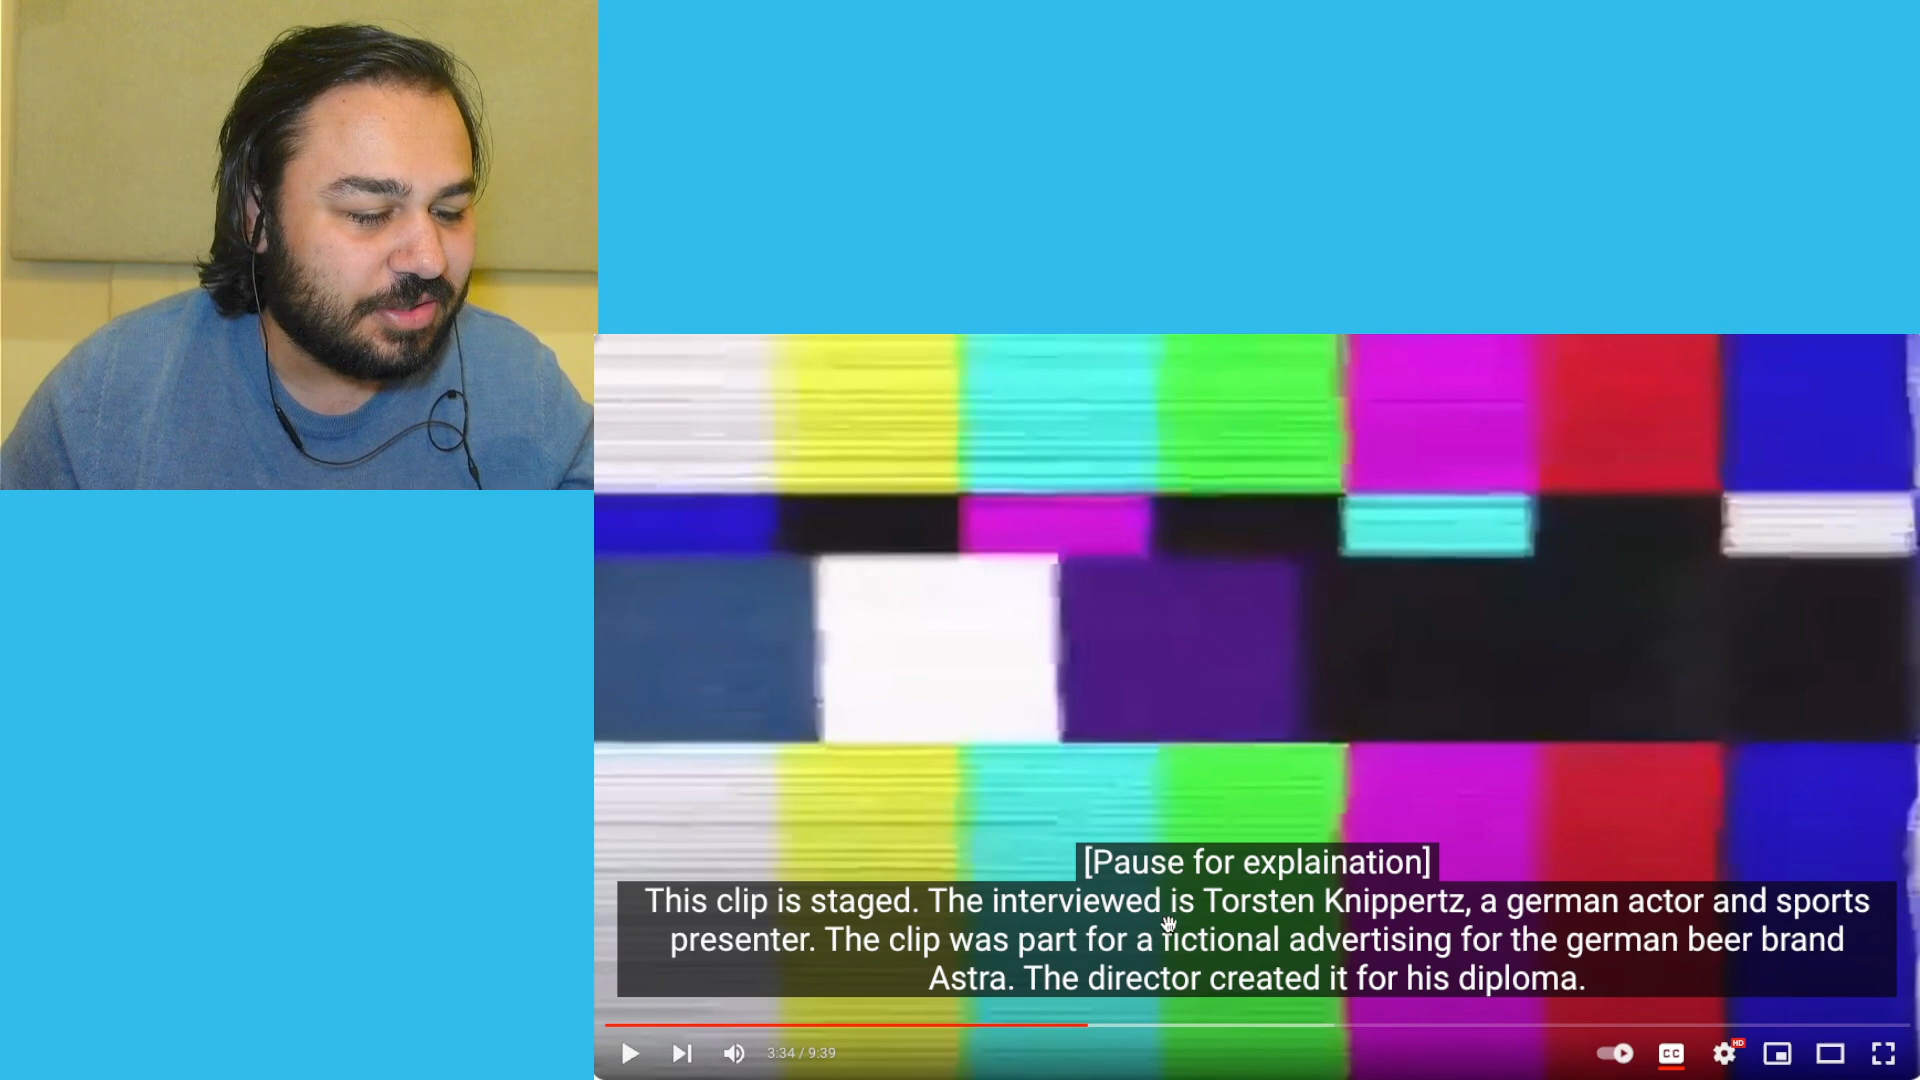 [Pause for explaination]
This clip is staged. The interviewed is Torsten Knippertz, a german actor and sports
presenter. The clip was part for a fictional advertising for the german beer brand
Astra. The director created it for his diploma.
3:34 / 9:39
CC
HD